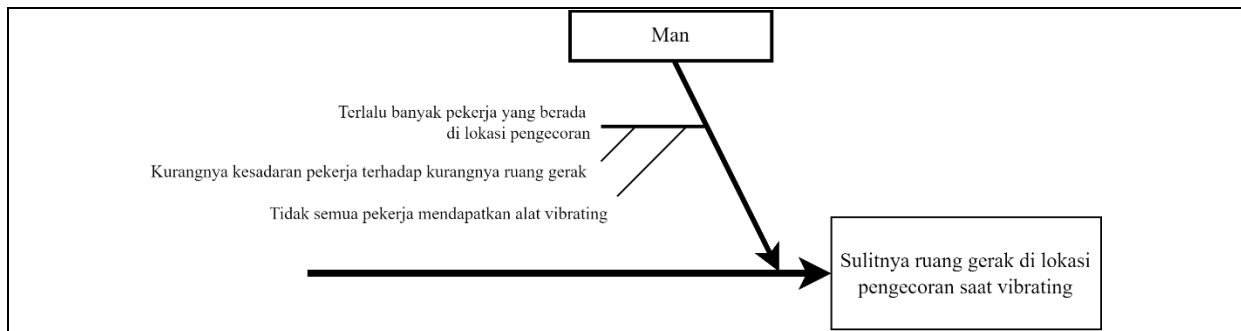 Man
Terlalu banyak pekerja yang berada
di lokasi pengecoran
Kurangnya kesadaran pekerja terhadap kurangnya ruang gerak
Tidak semua pekerja mendapatkan alat vibrating
Sulitnya ruang gerak di lokasi
pengecoran saat vibrating